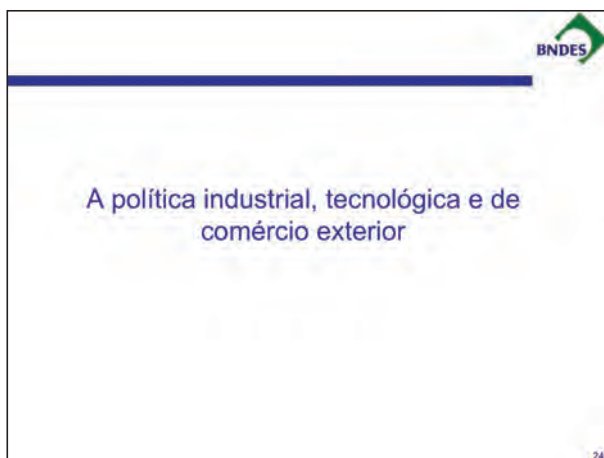 BNDES
A política industrial, tecnológica e de
comércio exterior
24